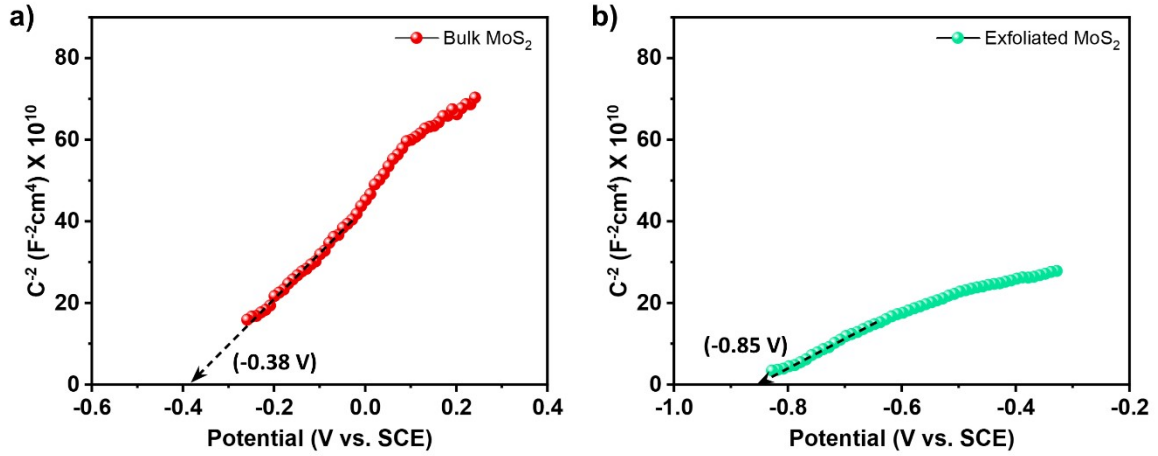 a)
Bulk MoS₂
80
60
40
20
0
C⁻² (F⁻²cm⁴) X 10¹⁰
(-0.38 V)
-0.6 -0.4 -0.2 0.0 0.2 0.4
Potential (V vs. SCE)
b)
Exfoliated MoS₂
80
60
40
20
0
C⁻² (F⁻²cm⁴) X 10¹⁰
(-0.85 V)
-1.0 -0.8 -0.6 -0.4 -0.2
Potential (V vs. SCE)